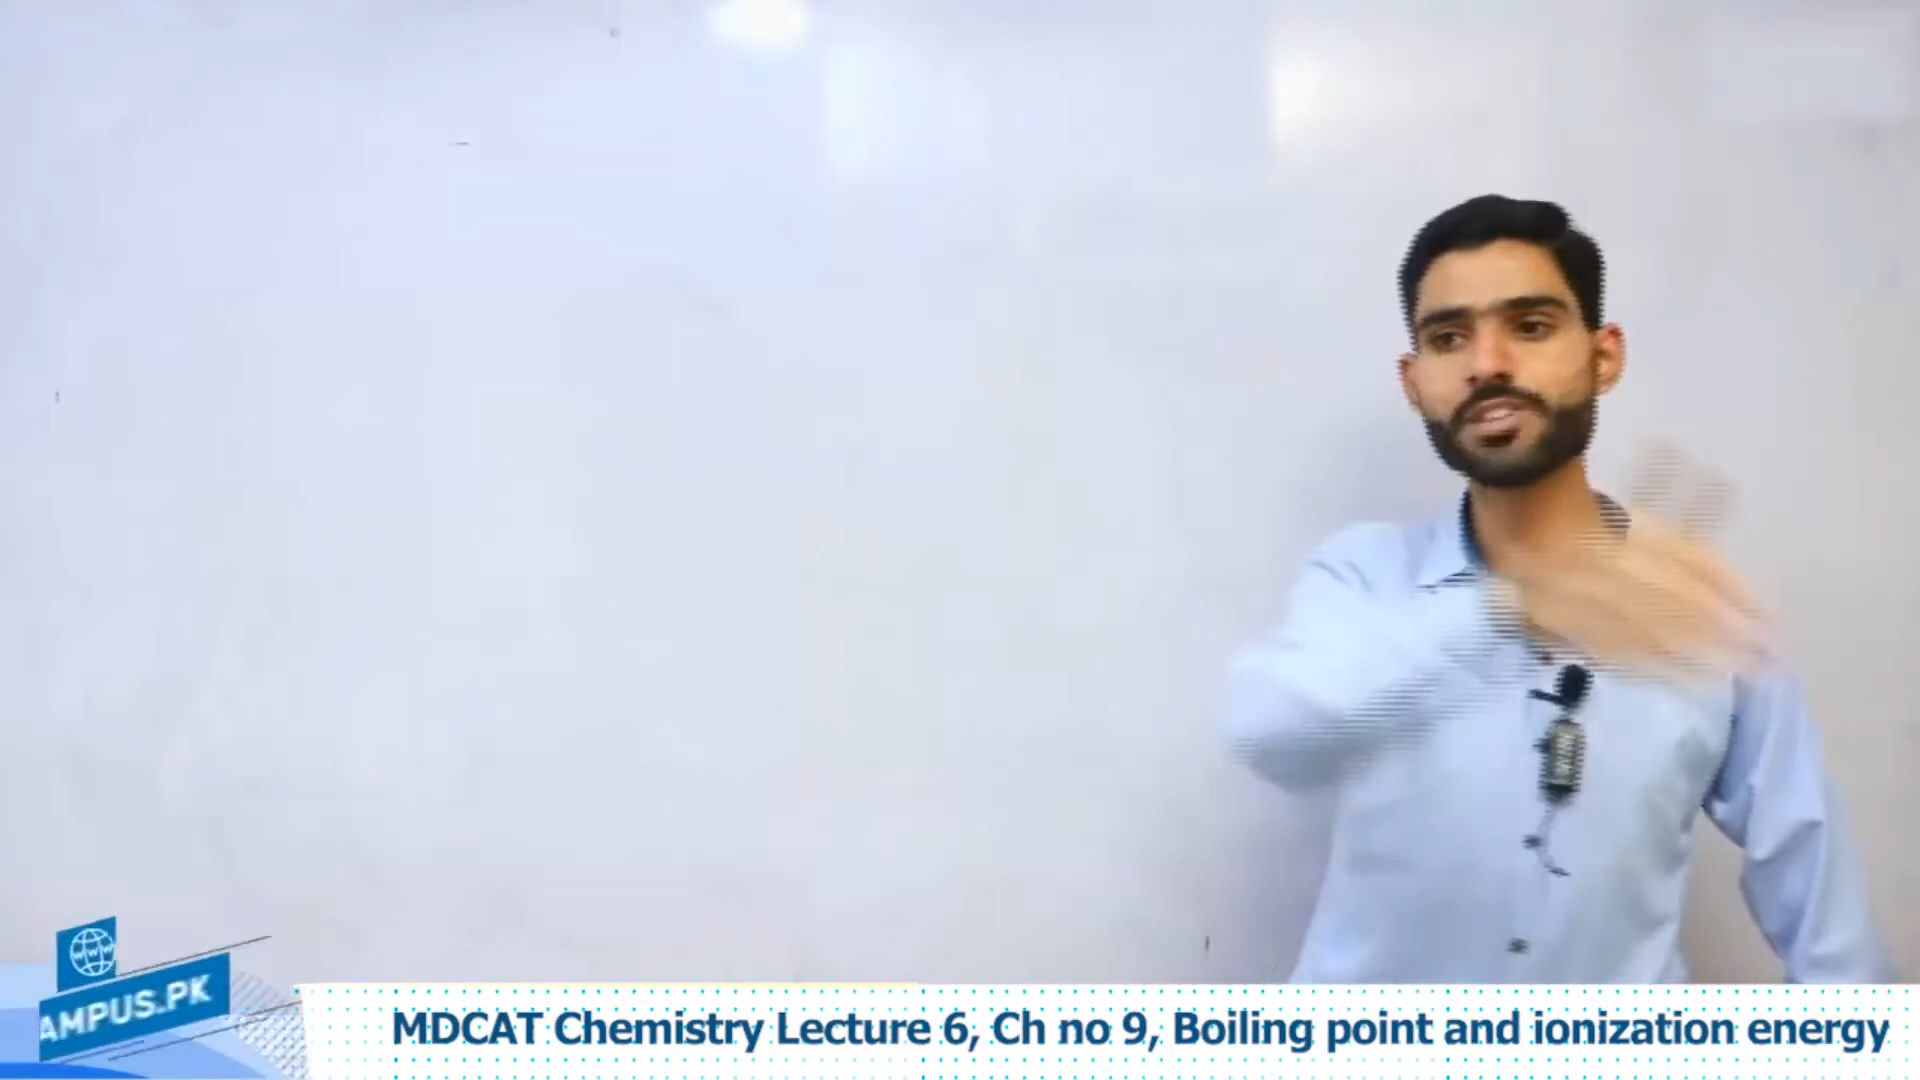 AMPUS.PK
MDCAT Chemistry Lecture 6, Ch no 9, Boiling point and ionization energy